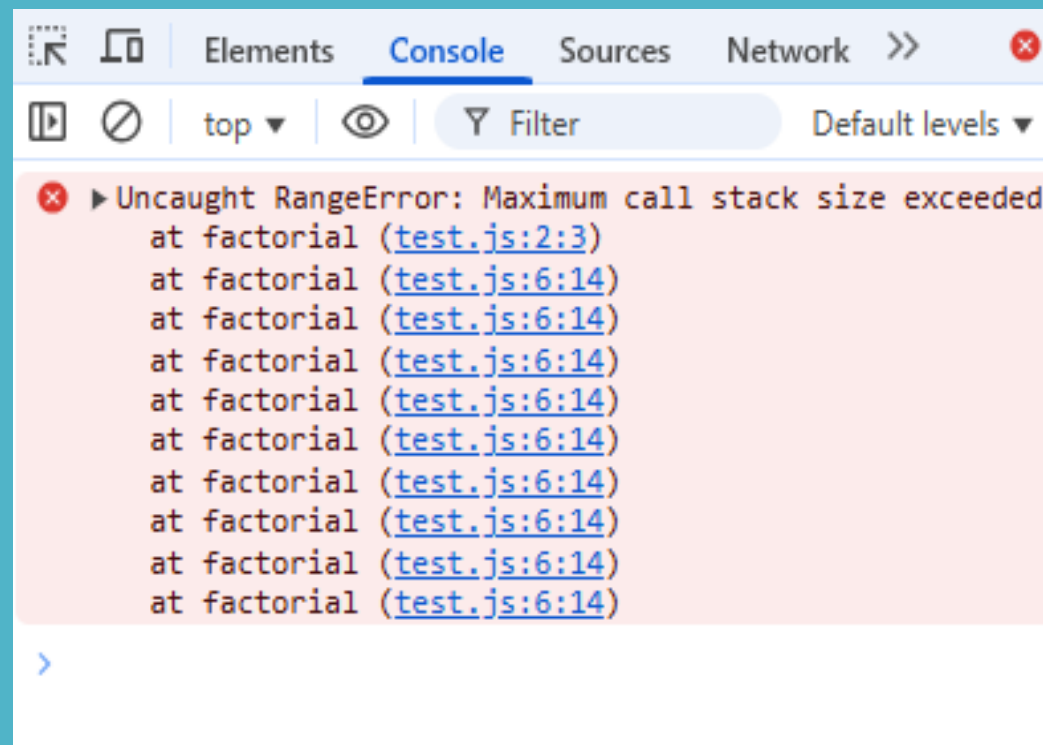 Elements Console Sources Network
top Filter Default levels
Uncaught RangeError: Maximum call stack size exceeded
at factorial (test.js:2:3)
at factorial (test.js:6:14)
at factorial (test.js:6:14)
at factorial (test.js:6:14)
at factorial (test.js:6:14)
at factorial (test.js:6:14)
at factorial (test.js:6:14)
at factorial (test.js:6:14)
at factorial (test.js:6:14)
at factorial (test.js:6:14)